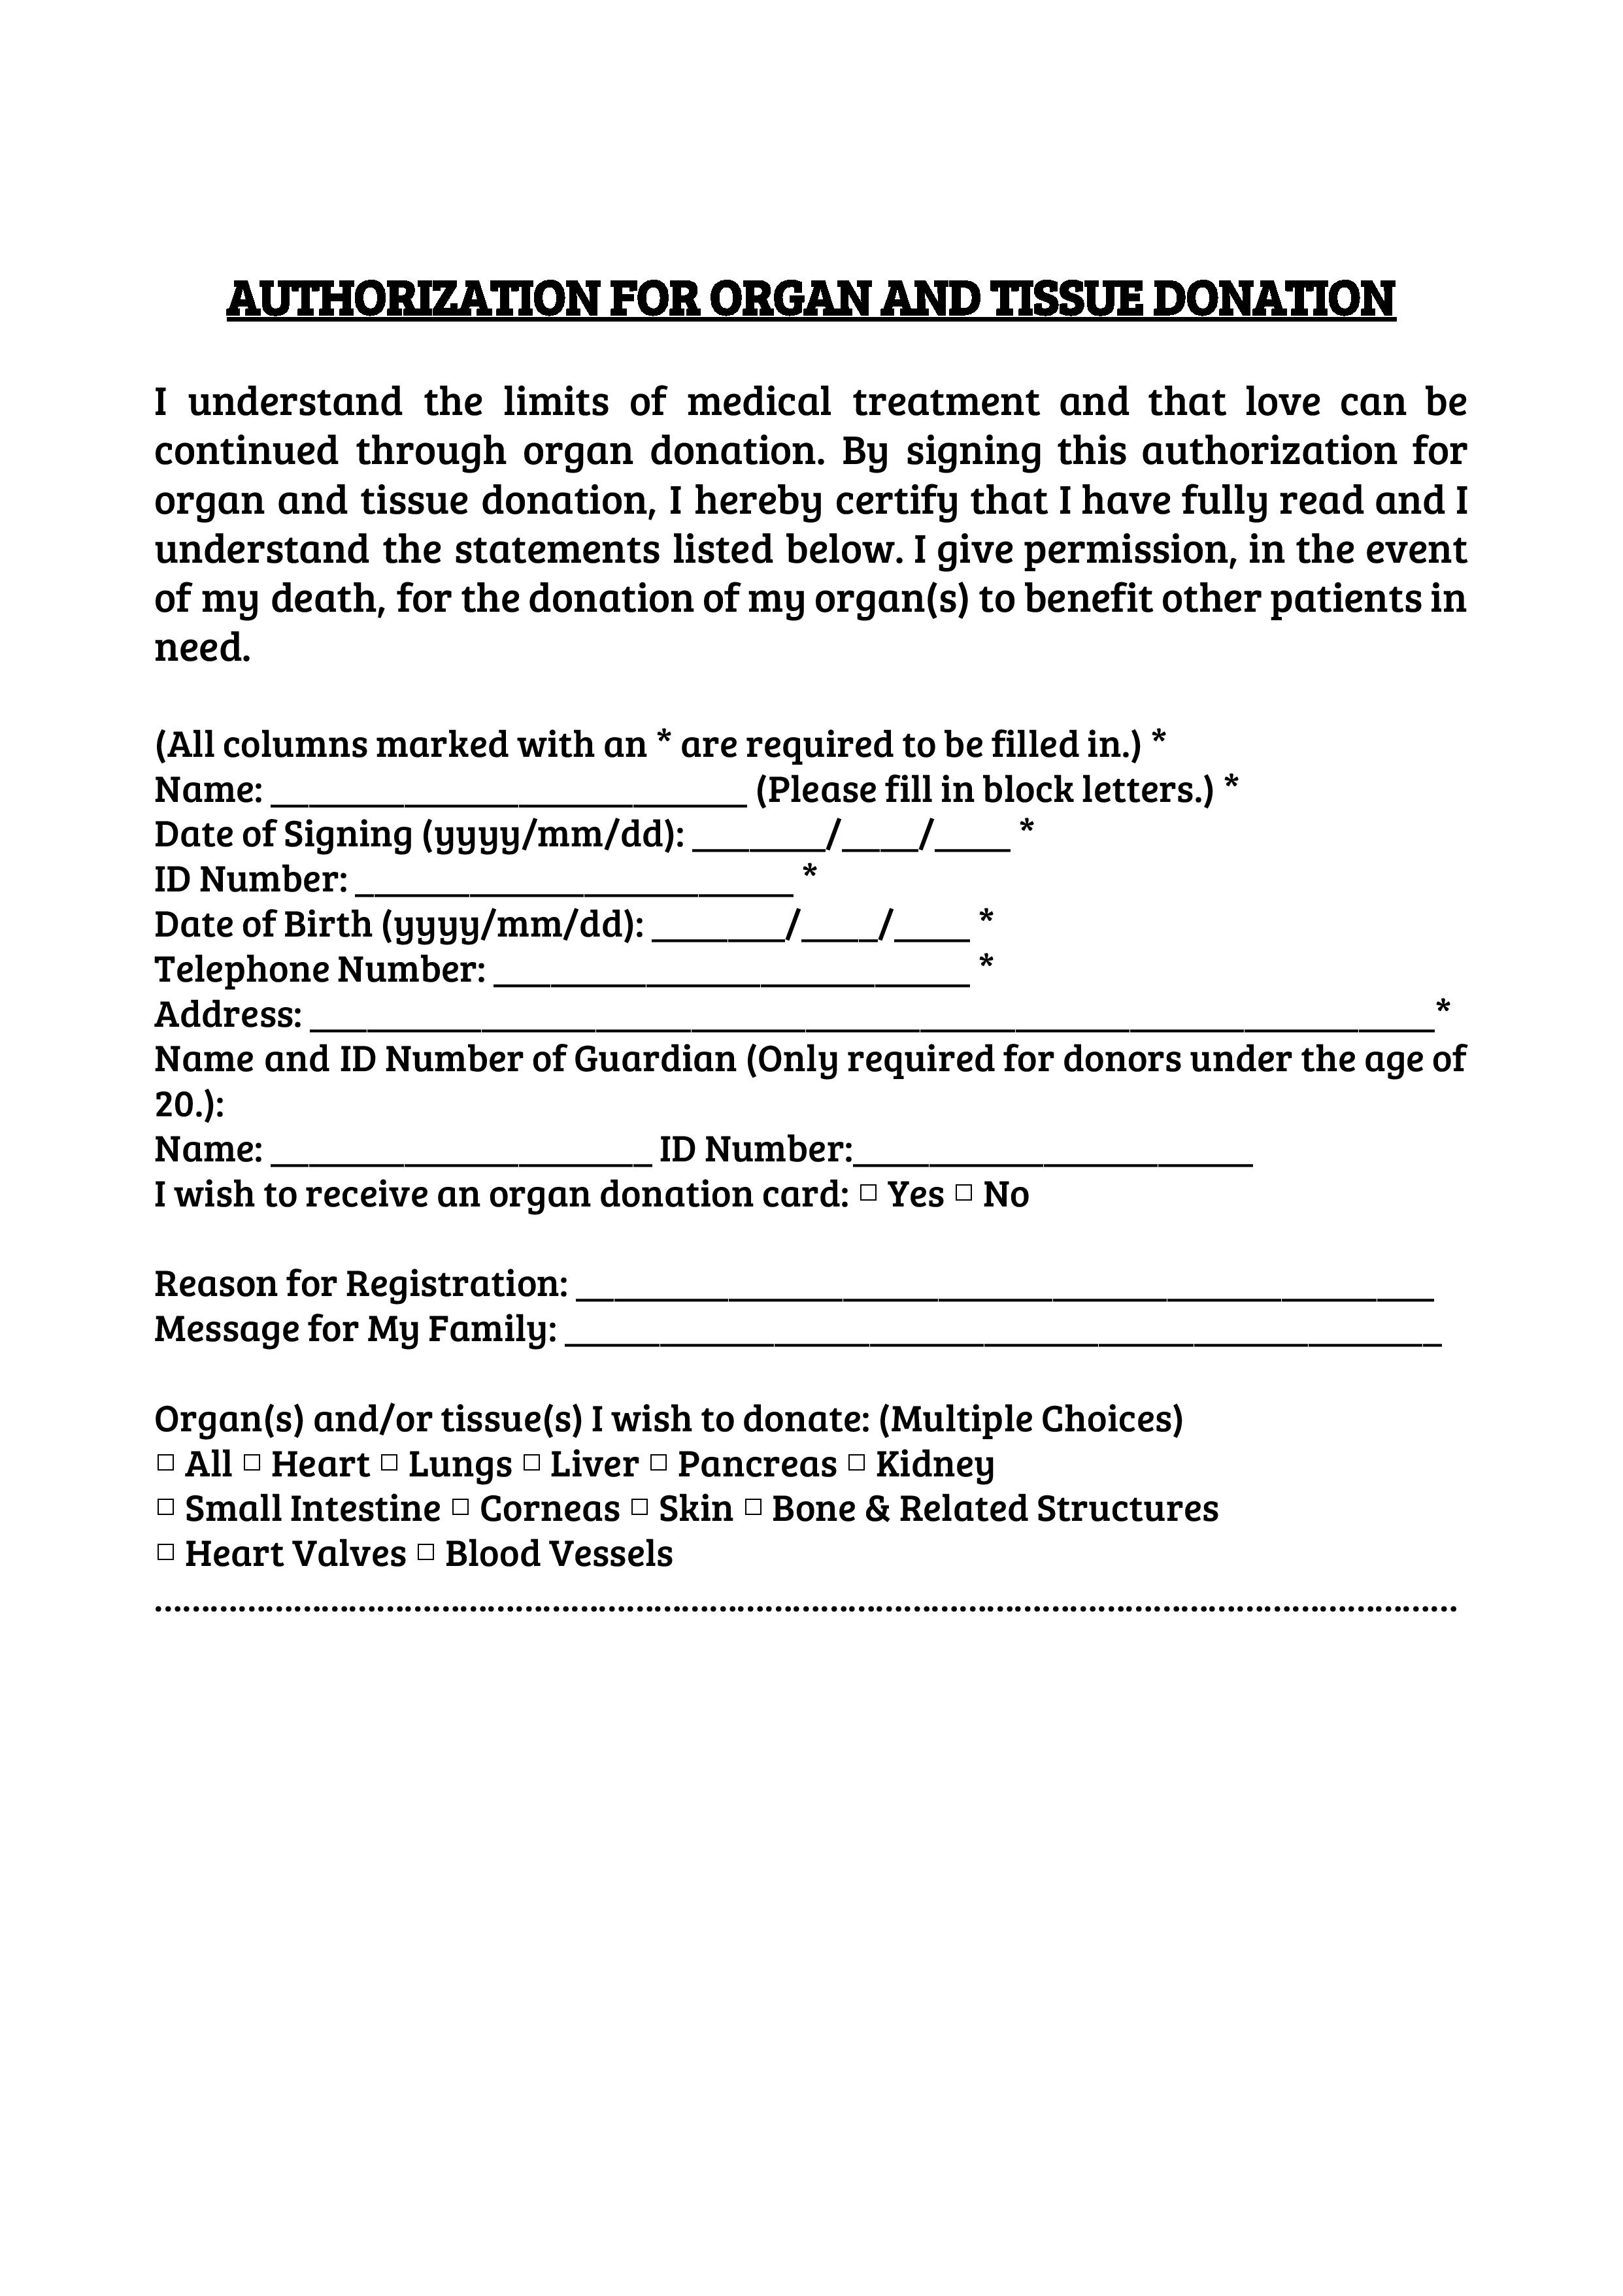 AUTHORIZATION FOR ORGAN AND TISSUE DONATION
I understand the limits of medical treatment and that love can be
continued through organ donation. By signing this authorization for
organ and tissue donation, I hereby certify that I have fully read and I
understand the statements listed below. I give permission, in the event
of my death, for the donation of my organ(s) to benefit other patients in
need.
(All columns marked with an * are required to be filled in.) *
Name: _________________________ (Please fill in block letters.) *
Date of Signing (yyyy/mm/dd): _______/____/____ *
ID Number: _______________________ *
Date of Birth (yyyy/mm/dd): _______/____/____ *
Telephone Number: _________________________ *
Address: ___________________________________________________________*
Name and ID Number of Guardian (Only required for donors under the age of
20.):
Name: ____________________ ID Number:_____________________
I wish to receive an organ donation card: □ Yes □ No
Reason for Registration: _____________________________________________
Message for My Family: ______________________________________________
Organ(s) and/or tissue(s) I wish to donate: (Multiple Choices)
□ All □ Heart □ Lungs □ Liver □ Pancreas □ Kidney
□ Small Intestine □ Corneas □ Skin □ Bone & Related Structures
□ Heart Valves □ Blood Vessels
........................................................................................................................